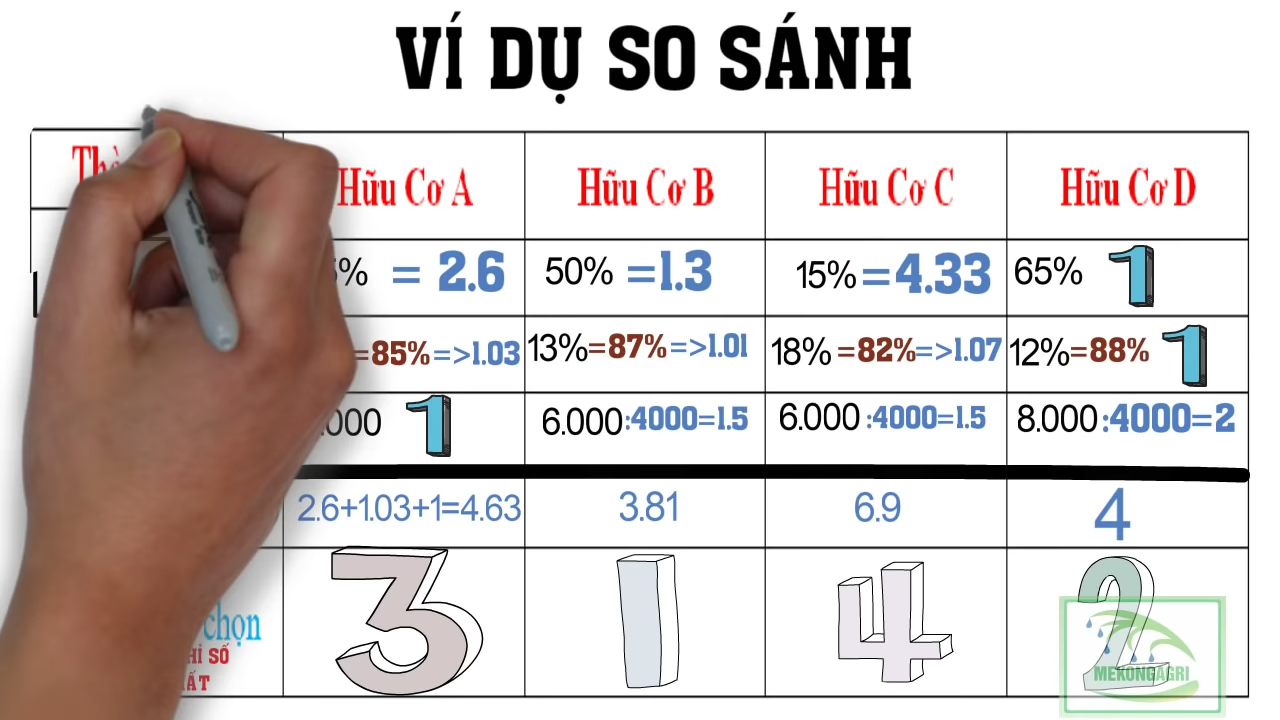 VÍ DỤ SO SÁNH
Hữu Cơ A Hữu Cơ B Hữu Cơ C Hữu Cơ D
% = 2.6 50% =1.3 15% =4.33 65% 1
=85% =>1.03 13%=87% =>1.01 18% =82%=>1.07 12%=88% 1
.000 1 6.000:4000=1.5 6.000 :4000=1.5 8.000 :4000=2
2.6+1.03+1=4.63 3.81 6.9 4
chọn
SỐ
3 1 4 2
MEKONGAGRI